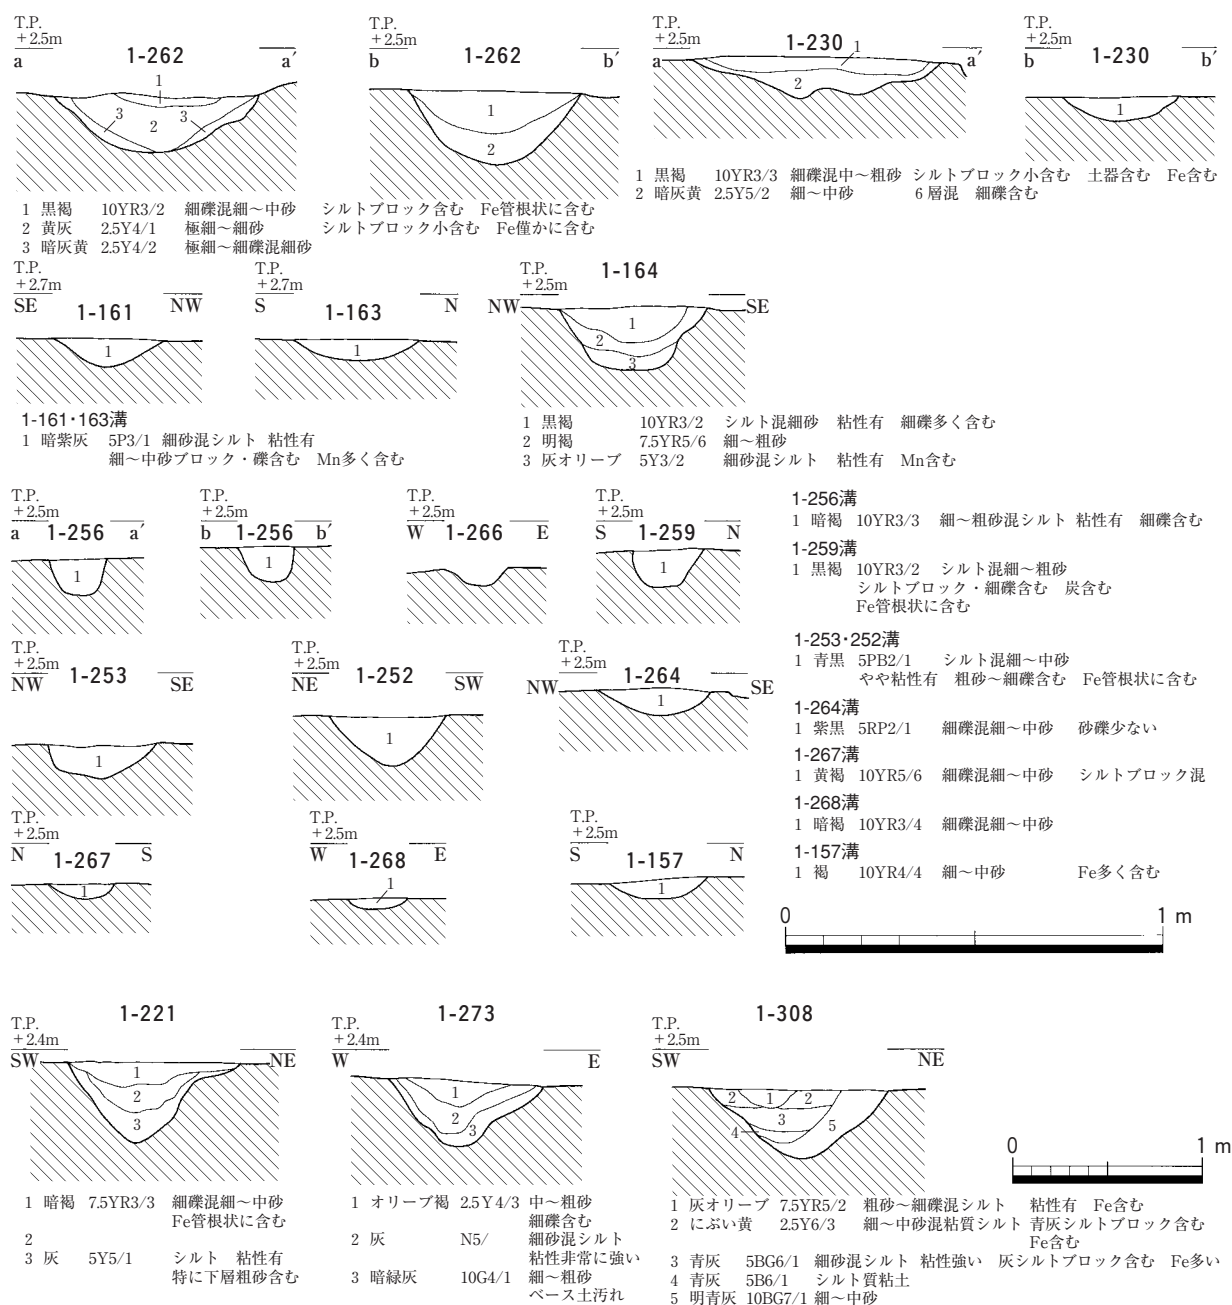 T.P.
+2.5m
a 1-262 a′
1
3 2 3
T.P.
+2.5m
b 1-262 b′
1
2
T.P.
+2.5m
a 1-230 a′
1
2
T.P.
+2.5m
b 1-230 b′
1
1 黒褐 10YR3/2 細礫混細～中砂 シルトブロック含む Fe管根状に含む
2 黄灰 2.5Y4/1 極細～細砂 シルトブロック小含む Fe僅かに含む
3 暗灰黄 2.5Y4/2 極細～細礫混細砂
1 黒褐 10YR3/3 細礫混中～粗砂 シルトブロック小含む 土器含む Fe含む
2 暗灰黄 2.5Y5/2 細～中砂 6層混 細礫含む
T.P.
+2.7m
SE 1-161 NW
1
T.P.
+2.7m
S 1-163 N
1
T.P.
+2.5m
NW 1-164 SE
1
2
3
1-161・163溝
1 暗紫灰 5P3/1 細砂混シルト 粘性有
細～中砂ブロック・礫含む Mn多く含む
1 黒褐 10YR3/2 シルト混細砂 粘性有 細礫多く含む
2 明褐 7.5YR5/6 細～粗砂
3 灰オリーブ 5Y3/2 細砂混シルト 粘性有 Mn含む
T.P.
+2.5m
a 1-256 a′
1
T.P.
+2.5m
b 1-256 b′
1
T.P.
+2.5m
W 1-266 E
T.P.
+2.5m
S 1-259 N
1
1-256溝
1 暗褐 10YR3/3 細～粗砂混シルト 粘性有 細礫含む
1-259溝
1 黒褐 10YR3/2 シルト混細～粗砂
シルトブロック・細礫含む 炭含む
Fe管根状に含む
T.P.
+2.5m
NW 1-253 SE
1
T.P.
+2.5m
NE 1-252 SW
1
T.P.
+2.5m
NW 1-264 SE
1
1-253・252溝
1 青黒 5PB2/1 シルト混細～中砂
やや粘性有 粗砂～細礫含む Fe管根状に含む
1-264溝
1 紫黒 5RP2/1 細礫混細～中砂 砂礫少ない
1-267溝
1 黄褐 10YR5/6 細礫混細～中砂 シルトブロック混
1-268溝
1 暗褐 10YR3/4 細礫混細～中砂
1-157溝
1 褐 10YR4/4 細～中砂 Fe多く含む
T.P.
+2.5m
N 1-267 S
1
T.P.
+2.5m
W 1-268 E
1
T.P.
+2.5m
S 1-157 N
1
0 1 m
T.P.
+2.4m
SW 1-221 NE
1
2
3
T.P.
+2.4m
W 1-273 E
1
2
3
T.P.
+2.5m
SW 1-308 NE
2 1 2
3
4 5
0 1 m
1 暗褐 7.5YR3/3 細礫混細～中砂
Fe管根状に含む
2
3 灰 5Y5/1 シルト 粘性有
特に下層粗砂含む
1 オリーブ褐 2.5Y4/3 中～粗砂
細礫含む
2 灰 N5/ 細砂混シルト
粘性非常に強い
3 暗緑灰 10G4/1 細～粗砂
ベース土汚れ
1 灰オリーブ 7.5YR5/2 粗砂～細礫混シルト 粘性有 Fe含む
2 にぶい黄 2.5Y6/3 細～中砂混粘質シルト 青灰シルトブロック含む
Fe含む
3 青灰 5BG6/1 細砂混シルト 粘性強い 灰シルトブロック含む Fe多い
4 青灰 5B6/1 シルト質粘土
5 明青灰 10BG7/1 細～中砂